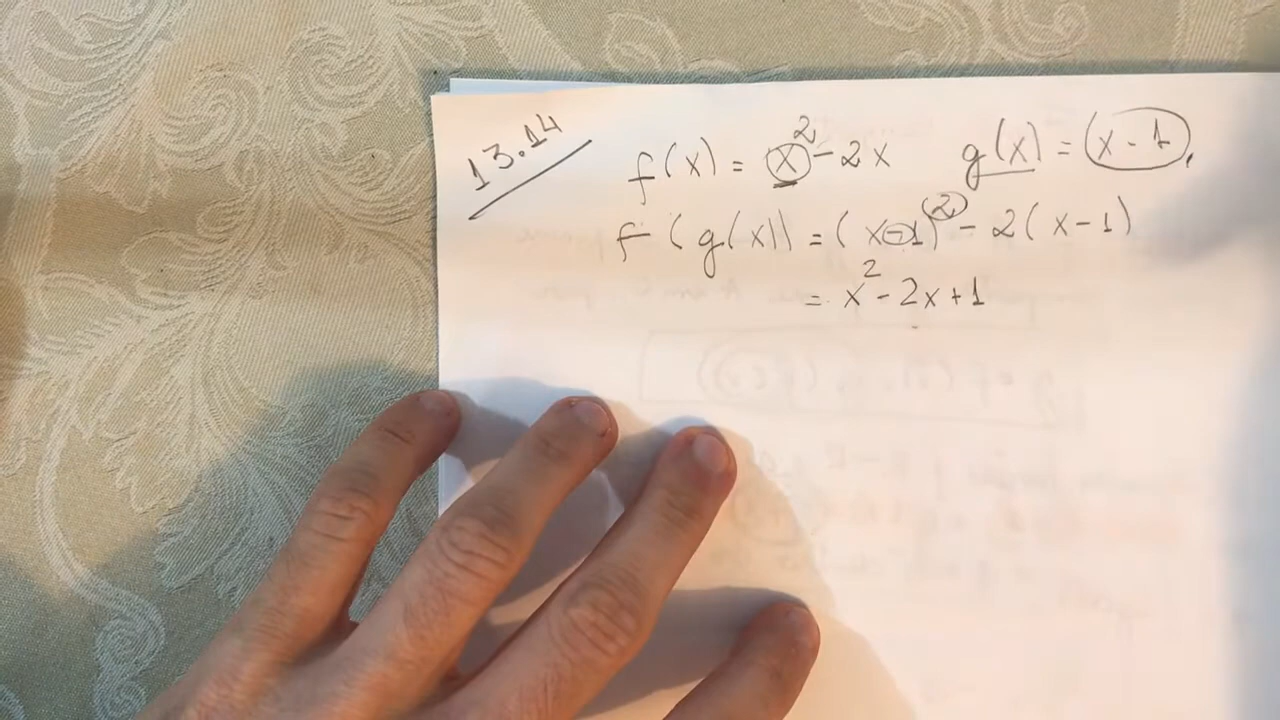 13.14
f(x) = x² - 2x g(x) = (x - 1).
f(g(x)) = (x-1)² - 2(x-1)
= x² - 2x + 1